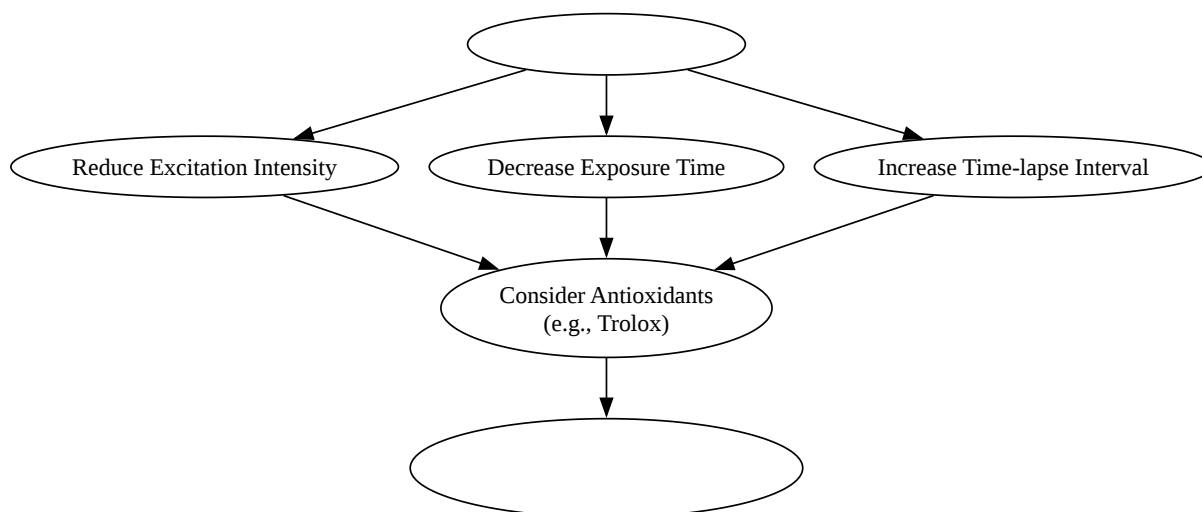 Reduce Excitation Intensity
Decrease Exposure Time
Increase Time-lapse Interval
Consider Antioxidants
(e.g., Trolox)